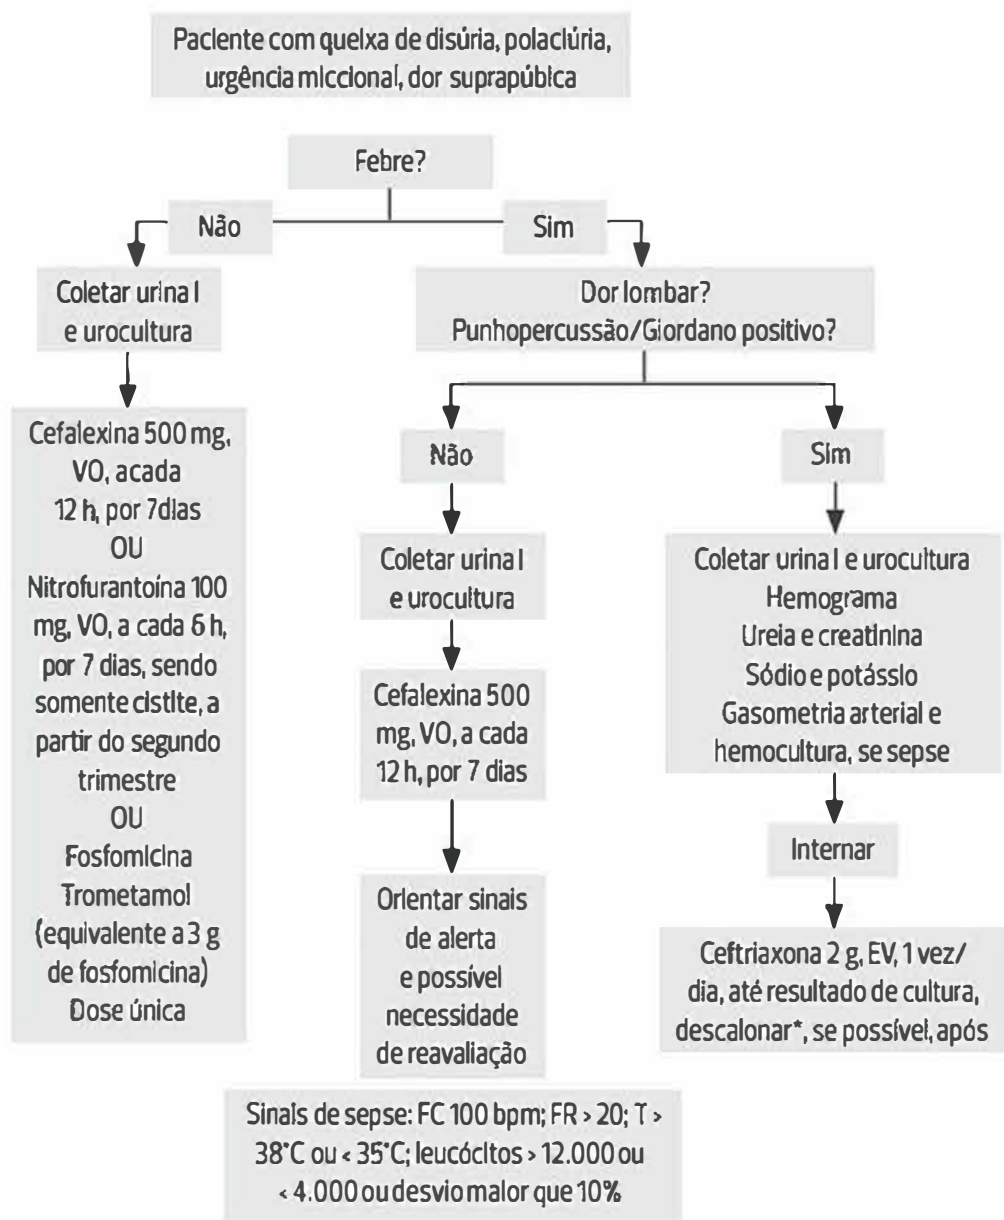 Paciente com queixa de disúria, polaciúria,
urgência miccional, dor suprapúbica
Febre?
Não
Sim
Coletar urina I
e urocultura
Cefalexina 500 mg,
VO, a cada
12 h, por 7 dias
OU
Nitrofurantoína 100
mg, VO, a cada 6 h,
por 7 dias, sendo
somente cistite, a
partir do segundo
trimestre
OU
Fosfomicina
Trometamol
(equivalente a 3 g
de fosfomicina)
Dose única
Dor lombar?
Punhopercussão/Giordano positivo?
Não
Coletar urina I
e urocultura
Cefalexina 500
mg, VO, a cada
12 h, por 7 dias
Orientar sinais
de alerta
e possível
necessidade
de reavaliação
Sim
Coletar urina I e urocultura
Hemograma
Ureia e creatinina
Sódio e potássio
Gasometria arterial e
hemocultura, se sepse
Internar
Ceftriaxona 2 g, EV, 1 vez/
dia, até resultado de cultura,
descalonar*, se possível, após
Sinais de sepse: FC 100 bpm; FR > 20; T >
38°C ou < 35°C; leucócitos > 12.000 ou
< 4.000 ou desvio maior que 10%